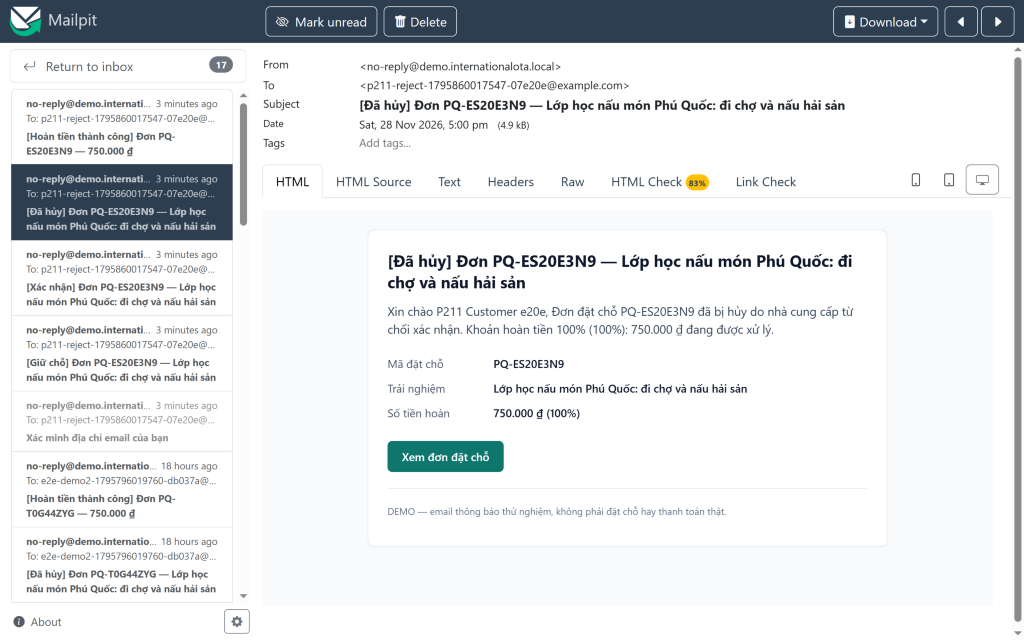 Mailpit
Mark unread
Delete
Download
Return to inbox
17
From
<no-reply@demo.internationalota.local>
To
<p211-reject-1795860017547-07e20e@example.com>
Subject
[Đã hủy] Đơn PQ-ES20E3N9 — Lớp học nấu món Phú Quốc: đi chợ và nấu hải sản
Date
Sat, 28 Nov 2026, 5:00 pm (4.9 kB)
Tags
Add tags...
no-reply@demo.internati... 3 minutes ago
To: p211-reject-1795860017547-07e20e@...
[Hoàn tiền thành công] Đơn PQ-
ES20E3N9 — 750.000 ₫
no-reply@demo.internati... 3 minutes ago
To: p211-reject-1795860017547-07e20e@...
[Đã hủy] Đơn PQ-ES20E3N9 — Lớp học
nấu món Phú Quốc: đi chợ và nấu hải sản
no-reply@demo.internati... 3 minutes ago
To: p211-reject-1795860017547-07e20e@...
[Xác nhận] Đơn PQ-ES20E3N9 — Lớp học
nấu món Phú Quốc: đi chợ và nấu hải sản
no-reply@demo.internati... 3 minutes ago
To: p211-reject-1795860017547-07e20e@...
[Giữ chỗ] Đơn PQ-ES20E3N9 — Lớp học
nấu món Phú Quốc: đi chợ và nấu hải sản
no-reply@demo.internati... 3 minutes ago
To: p211-reject-1795860017547-07e20e@...
Xác minh địa chỉ email của bạn
no-reply@demo.internatio... 18 hours ago
To: e2e-demo2-1795796019760-db037a@...
[Hoàn tiền thành công] Đơn PQ-
T0G44ZYG — 750.000 ₫
no-reply@demo.internatio... 18 hours ago
To: e2e-demo2-1795796019760-db037a@...
[Đã hủy] Đơn PQ-T0G44ZYG — Lớp học
nấu món Phú Quốc: đi chợ và nấu hải sản
About
HTML
HTML Source
Text
Headers
Raw
HTML Check 83%
Link Check
[Đã hủy] Đơn PQ-ES20E3N9 — Lớp học nấu món Phú Quốc: đi
chợ và nấu hải sản
Xin chào P211 Customer e20e, Đơn đặt chỗ PQ-ES20E3N9 đã bị hủy do nhà cung cấp từ
chối xác nhận. Khoản hoàn tiền 100% (100%): 750.000 ₫ đang được xử lý.
Mã đặt chỗ PQ-ES20E3N9
Trải nghiệm Lớp học nấu món Phú Quốc: đi chợ và nấu hải sản
Số tiền hoàn 750.000 ₫ (100%)
Xem đơn đặt chỗ
DEMO — email thông báo thử nghiệm, không phải đặt chỗ hay thanh toán thật.